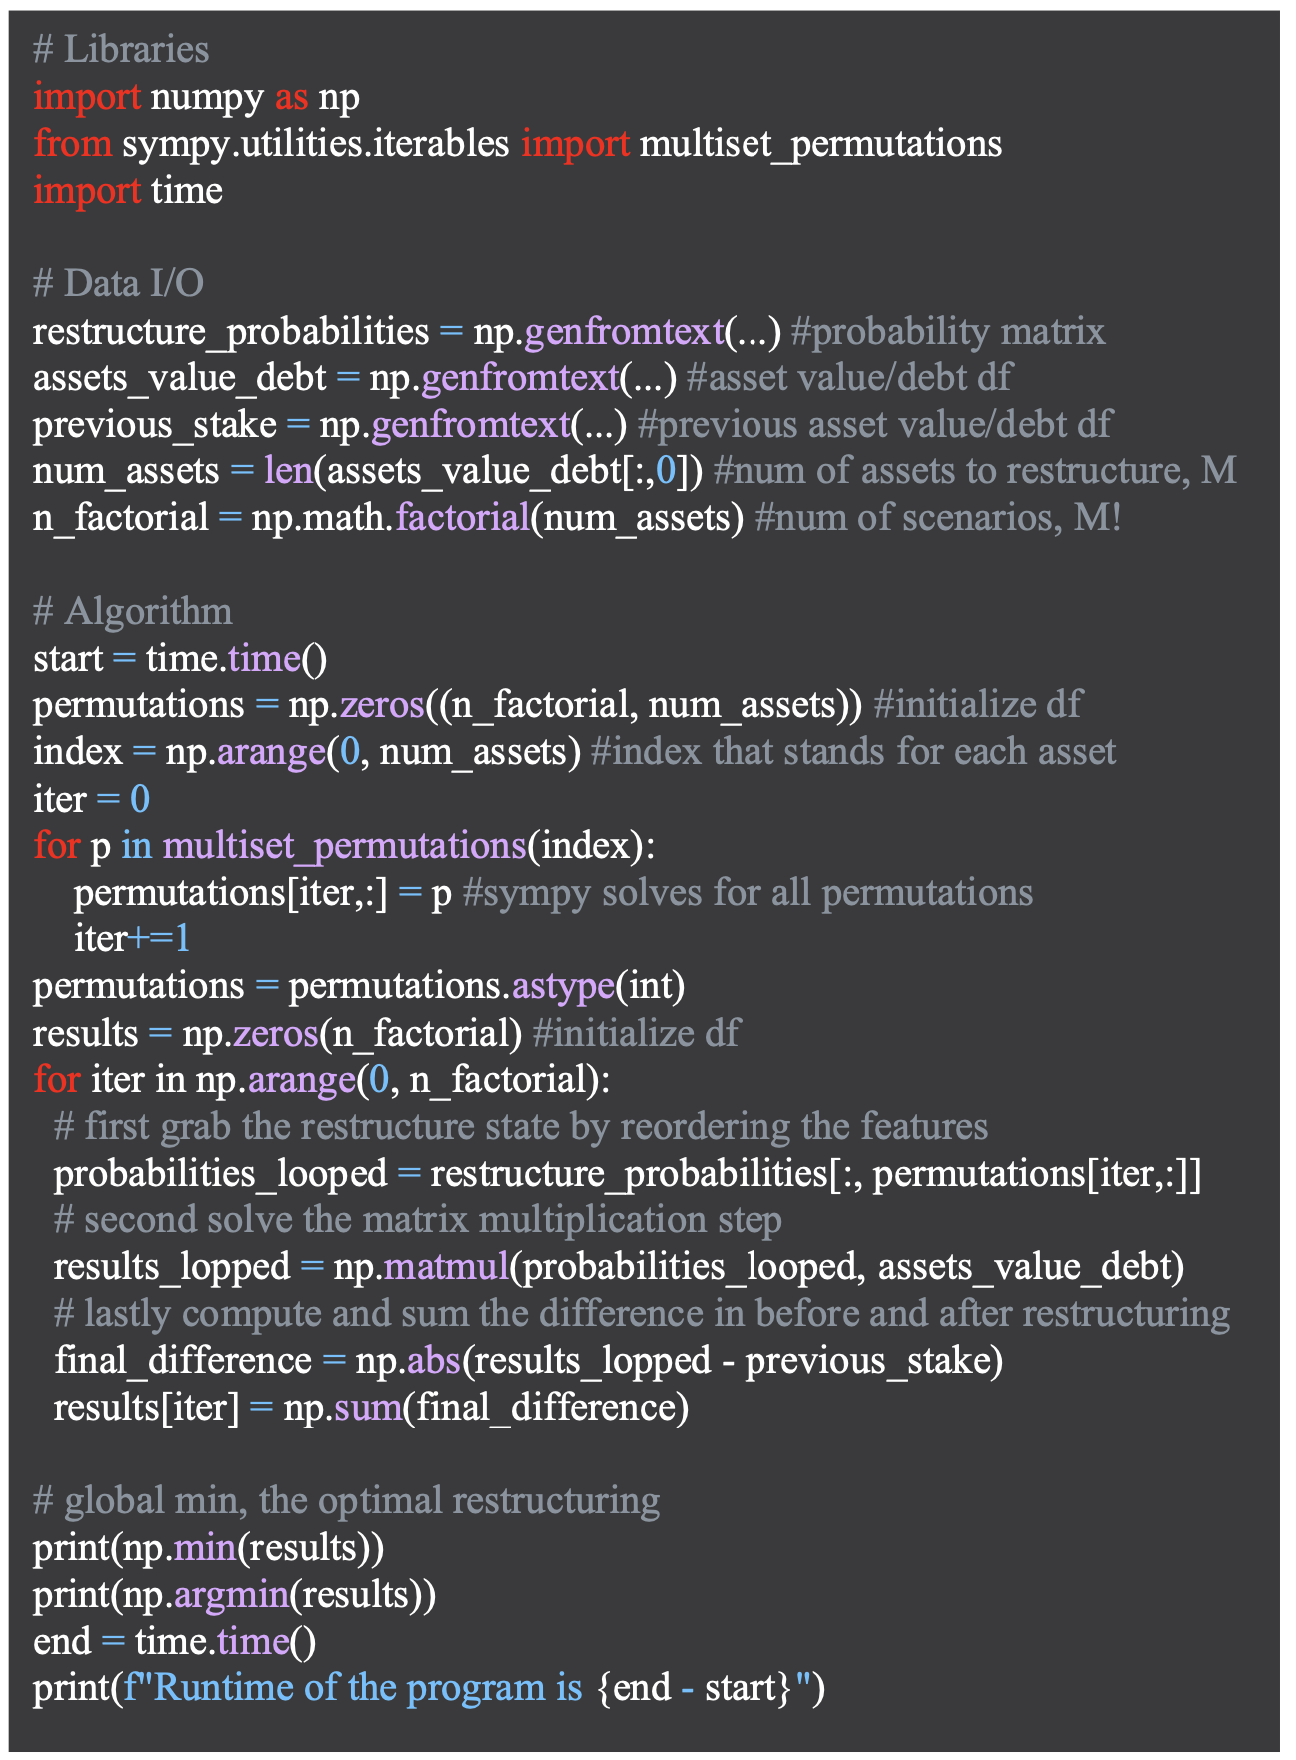 # Libraries
import numpy as np
from sympy.utilities.iterables import multiset_permutations
import time
# Data I/O
restructure_probabilities = np.genfromtext(...) #probability matrix
assets_value_debt = np.genfromtext(...) #asset value/debt df
previous_stake = np.genfromtext(...) #previous asset value/debt df
num_assets = len(assets_value_debt[:,0]) #num of assets to restructure, M
n_factorial = np.math.factorial(num_assets) #num of scenarios, M!
# Algorithm
start = time.time()
permutations = np.zeros((n_factorial, num_assets)) #initialize df
index = np.arange(0, num_assets) #index that stands for each asset
iter = 0
for p in multiset_permutations(index):
permutations[iter,:] = p #sympy solves for all permutations
iter+=1
permutations = permutations.astype(int)
results = np.zeros(n_factorial) #initialize df
for iter in np.arange(0, n_factorial):
# first grab the restructure state by reordering the features
probabilities_looped = restructure_probabilities[:, permutations[iter,:]]
# second solve the matrix multiplication step
results_lopped = np.matmul(probabilities_looped, assets_value_debt)
# lastly compute and sum the difference in before and after restructuring
final_difference = np.abs(results_lopped - previous_stake)
results[iter] = np.sum(final_difference)
# global min, the optimal restructuring
print(np.min(results))
print(np.argmin(results))
end = time.time()
print(f"Runtime of the program is {end - start}")